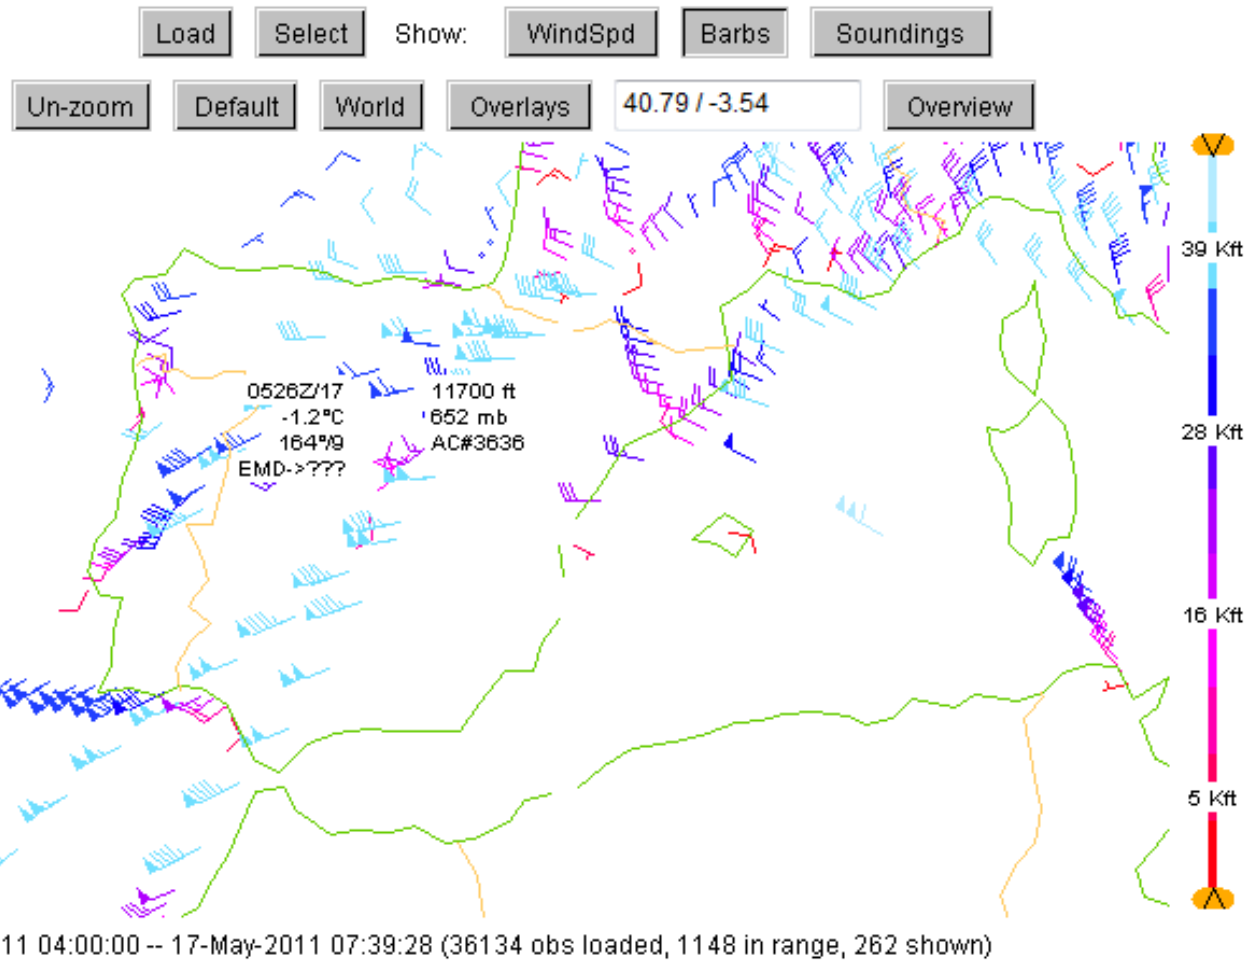 Load Select Show: WindSpd Barbs Soundings
Un-zoom Default World Overlays 40.79 / -3.54 Overview
39 Kft
28 Kft
0526Z/17 11700 ft
-1.2°C 652 mb
164°/9 AC#3636
EMD->???
16 Kft
5 Kft
11 04:00:00 -- 17-May-2011 07:39:28 (36134 obs loaded, 1148 in range, 262 shown)